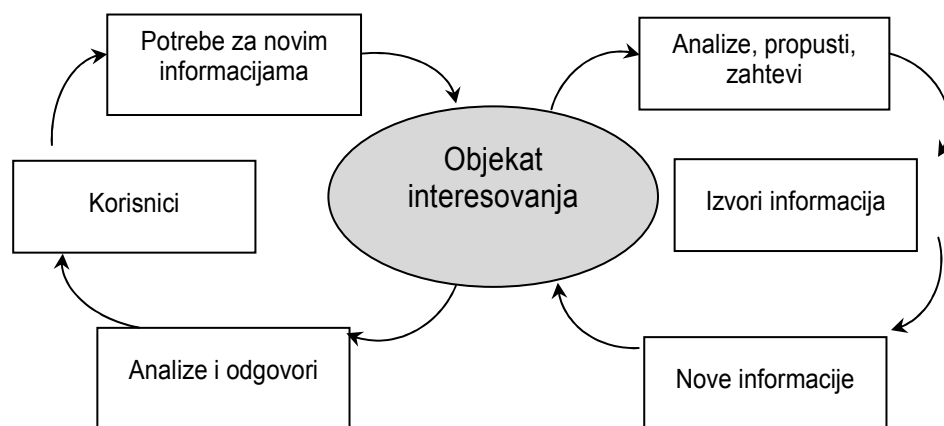 Potrebe za novim
informacijama
Analize, propusti,
zahtevi
Objekat
interesovanja
Korisnici
Izvori informacija
Analize i odgovori
Nove informacije